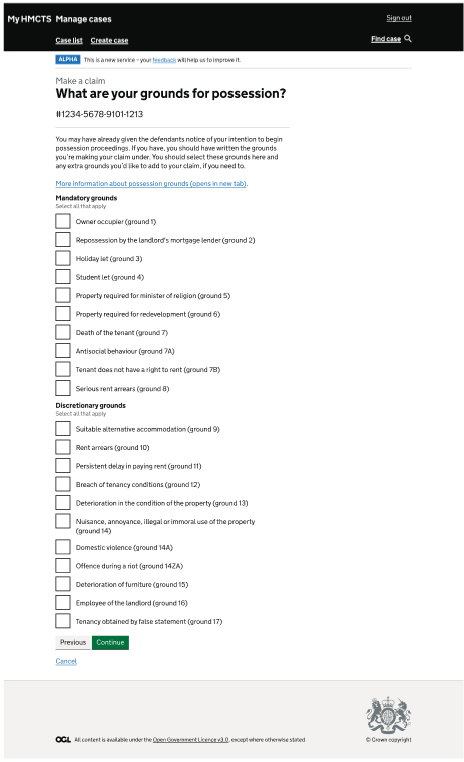 My HMCTS Manage cases
Sign out
Case list Create case
Find case
ALPHA This is a new service – your feedback will help us to improve it.
Make a claim
What are your grounds for possession?
#1234-5678-9101-1213
You may have already given the defendants notice of your intention to begin
possession proceedings. If you have, you should have written the grounds
you're making your claim under. You should select these grounds here and
any extra grounds you'd like to add to your claim, if you need to.
More information about possession grounds (opens in new tab).
Mandatory grounds
Select all that apply
Owner occupier (ground 1)
Repossession by the landlord's mortgage lender (ground 2)
Holiday let (ground 3)
Student let (ground 4)
Property required for minister of religion (ground 5)
Property required for redevelopment (ground 6)
Death of the tenant (ground 7)
Antisocial behaviour (ground 7A)
Tenant does not have a right to rent (ground 7B)
Serious rent arrears (ground 8)
Discretionary grounds
Select all that apply
Suitable alternative accommodation (ground 9)
Rent arrears (ground 10)
Persistent delay in paying rent (ground 11)
Breach of tenancy conditions (ground 12)
Deterioration in the condition of the property (ground 13)
Nuisance, annoyance, illegal or immoral use of the property
(ground 14)
Domestic violence (ground 14A)
Offence during a riot (ground 14ZA)
Deterioration of furniture (ground 15)
Employee of the landlord (ground 16)
Tenancy obtained by false statement (ground 17)
Previous Continue
Cancel
OGL All content is available under the Open Government Licence v3.0, except where otherwise stated
© Crown copyright